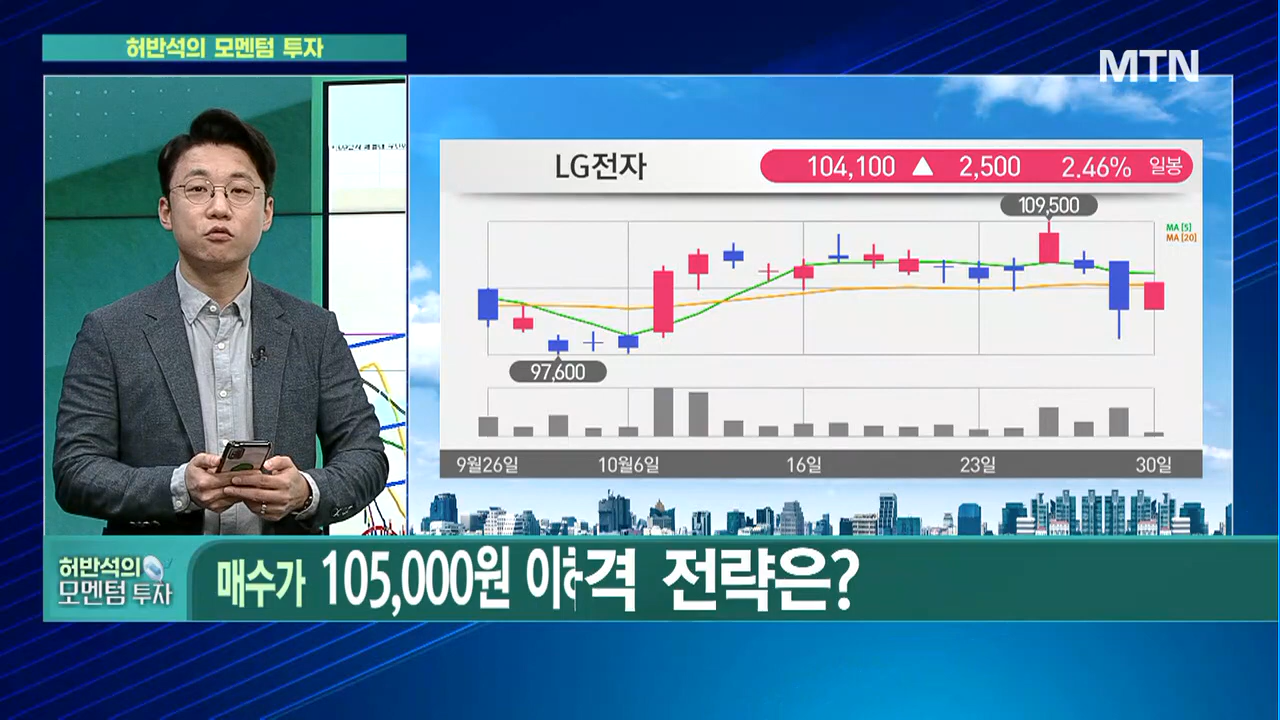 허반석의 모멘텀 투자
MTN
LG전자
104,100 ▲ 2,500 2.46% 일봉
109,500
MA [5]
MA [20]
97,600
9월26일 10월6일 16일 23일 30일
허반석의
모멘텀 투자
매수가 105,000원 이격 전략은?